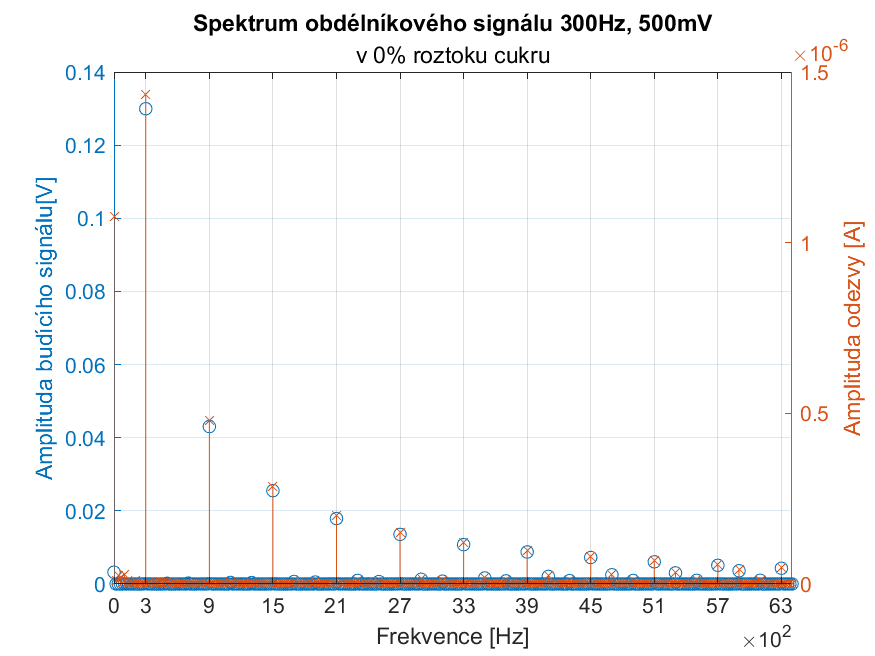 Spektrum obdélníkového signálu 300Hz, 500mV
v 0% roztoku cukru
×10^-6
0.14
0.12
0.1
0.08
0.06
0.04
0.02
0
Amplituda budícího signálu[V]
1.5
1
0.5
0
Amplituda odezvy [A]
0 3 9 15 21 27 33 39 45 51 57 63
Frekvence [Hz]
×10^2